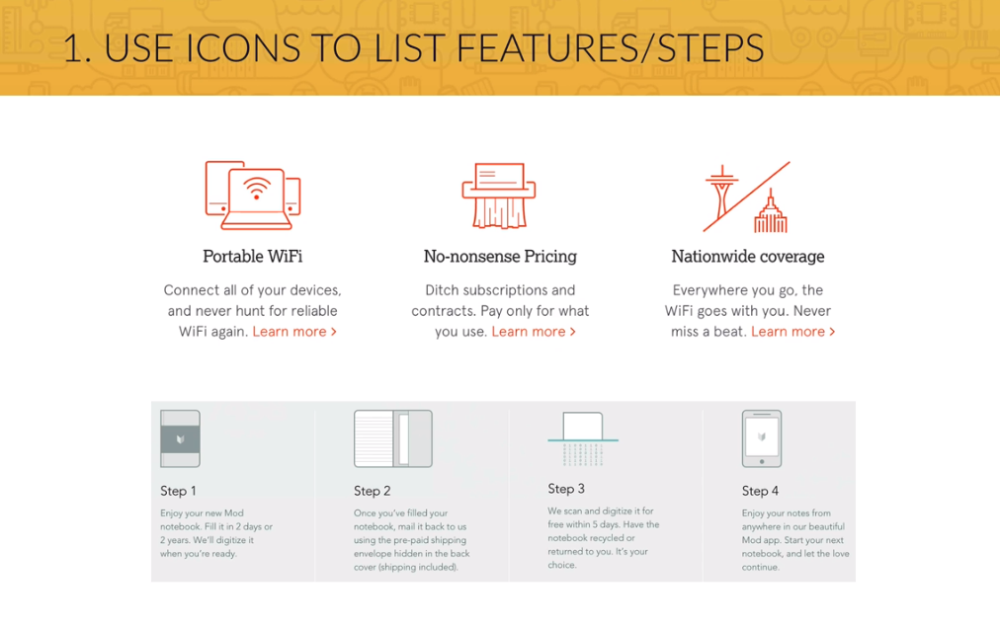 1. USE ICONS TO LIST FEATURES/STEPS
Portable WiFi
Connect all of your devices,
and never hunt for reliable
WiFi again. Learn more >
No-nonsense Pricing
Ditch subscriptions and
contracts. Pay only for what
you use. Learn more >
Nationwide coverage
Everywhere you go, the
WiFi goes with you. Never
miss a beat. Learn more >
Step 1
Enjoy your new Mod
notebook. Fill it in 2 days or
2 years. We'll digitize it
when you're ready.
Step 2
Once you've filled your
notebook, mail it back to us
using the pre-paid shipping
envelope hidden in the back
cover (shipping included).
Step 3
We scan and digitize it for
free within 5 days. Have the
notebook recycled or
returned to you. It's your
choice.
Step 4
Enjoy your notes from
anywhere in our beautiful
Mod app. Start your next
notebook, and let the love
continue.